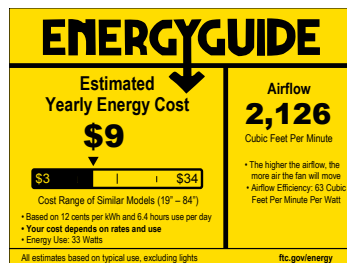 ENERGYGUIDE
Estimated
Yearly Energy Cost
$9
$3
$34
Cost Range of Similar Models (19" – 84")
• Based on 12 cents per kWh and 6.4 hours use per day
• Your cost depends on rates and use
• Energy Use: 33 Watts
All estimates based on typical use, excluding lights
Airflow
2,126
Cubic Feet Per Minute
• The higher the airflow, the
more air the fan will move
• Airflow Efficiency: 63 Cubic
Feet Per Minute Per Watt
ftc.gov/energy